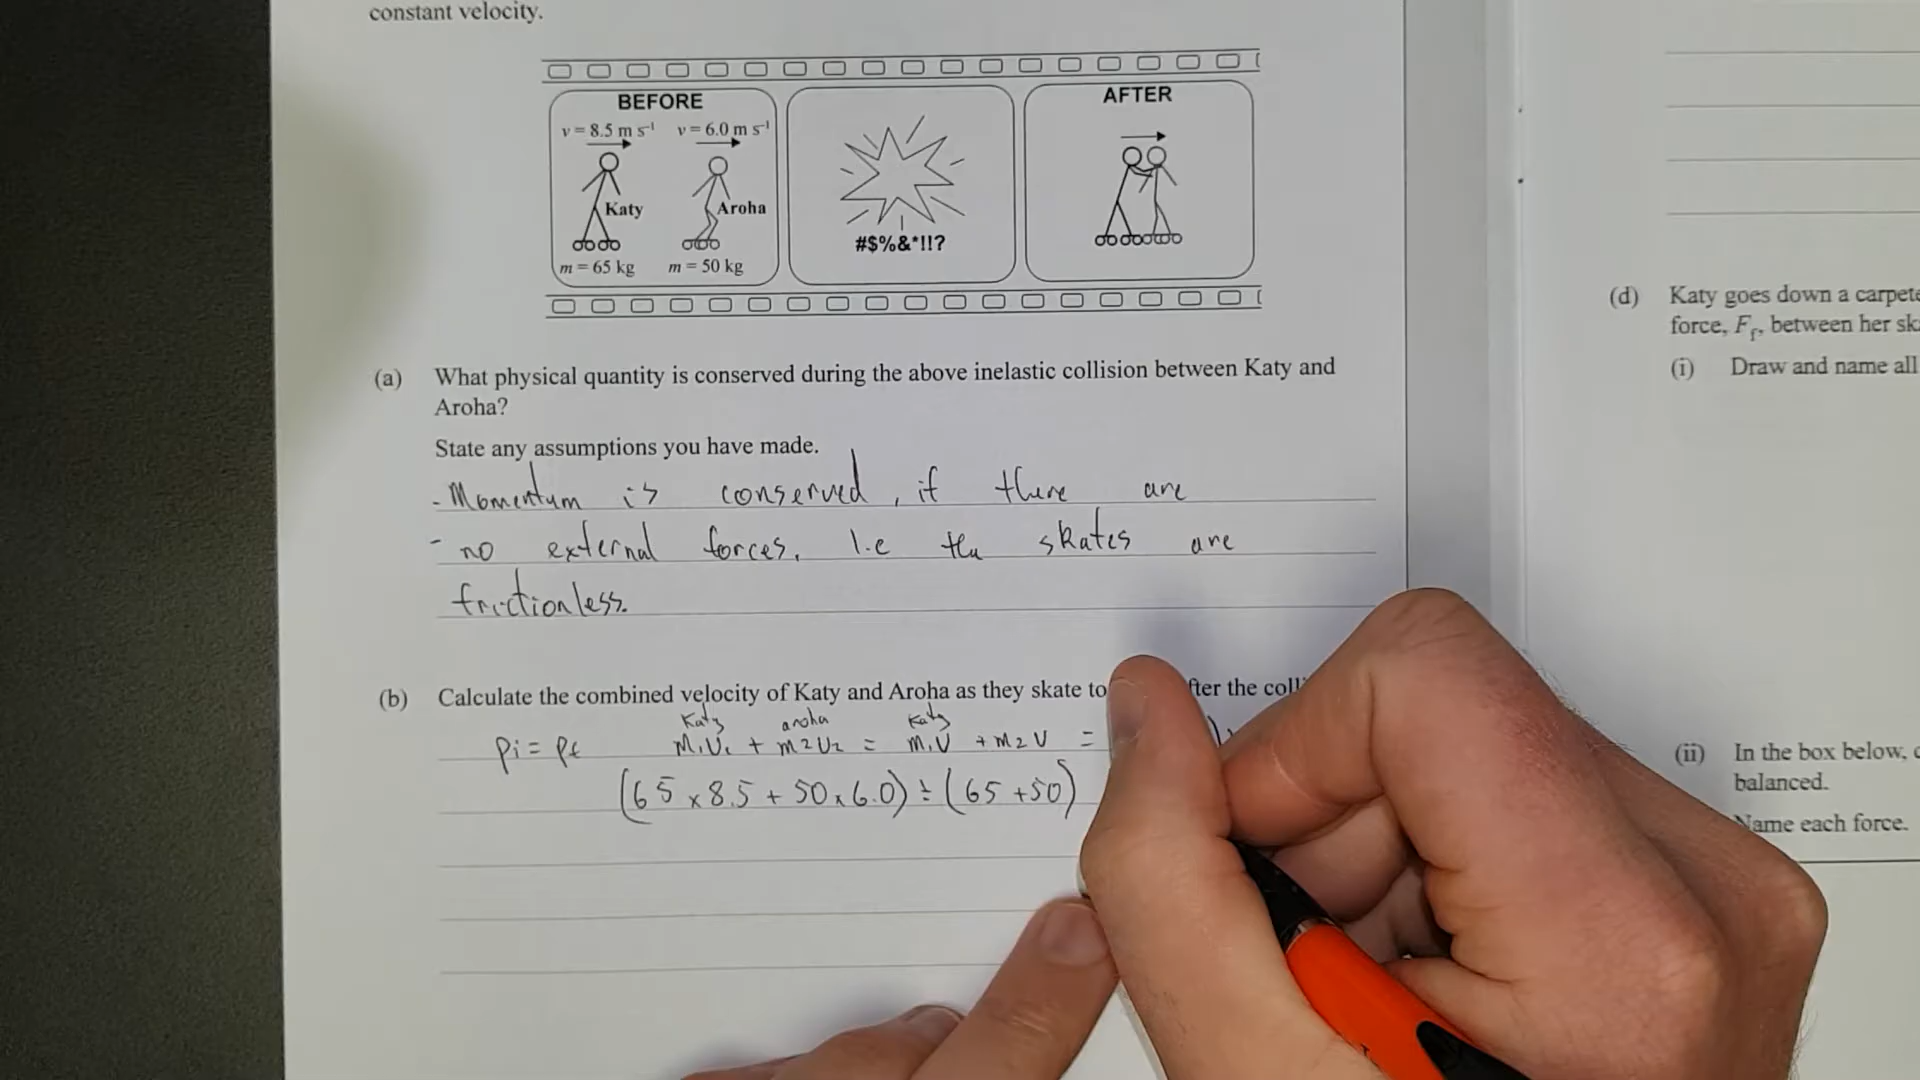 constant velocity.
BEFORE
AFTER
v = 8.5 m s⁻¹ v = 6.0 m s⁻¹
Katy Aroha
m = 65 kg m = 50 kg
#$%&*!!?
(a) What physical quantity is conserved during the above inelastic collision between Katy and
Aroha?
State any assumptions you have made.
- Momentum is conserved, if there are
- no external forces. I.e the skates are
frictionless.
(b) Calculate the combined velocity of Katy and Aroha as they skate to fter the coll
Katy aroha Katy
pi = pf m₁v₁ + m2v2 = m₁v + m2v =
(65 x 8.5 + 50 x 6.0) ÷ (65 + 50)
(d) Katy goes down a carpete
force, Ff, between her sk
(i) Draw and name all
(ii) In the box below,
balanced.
Name each force.